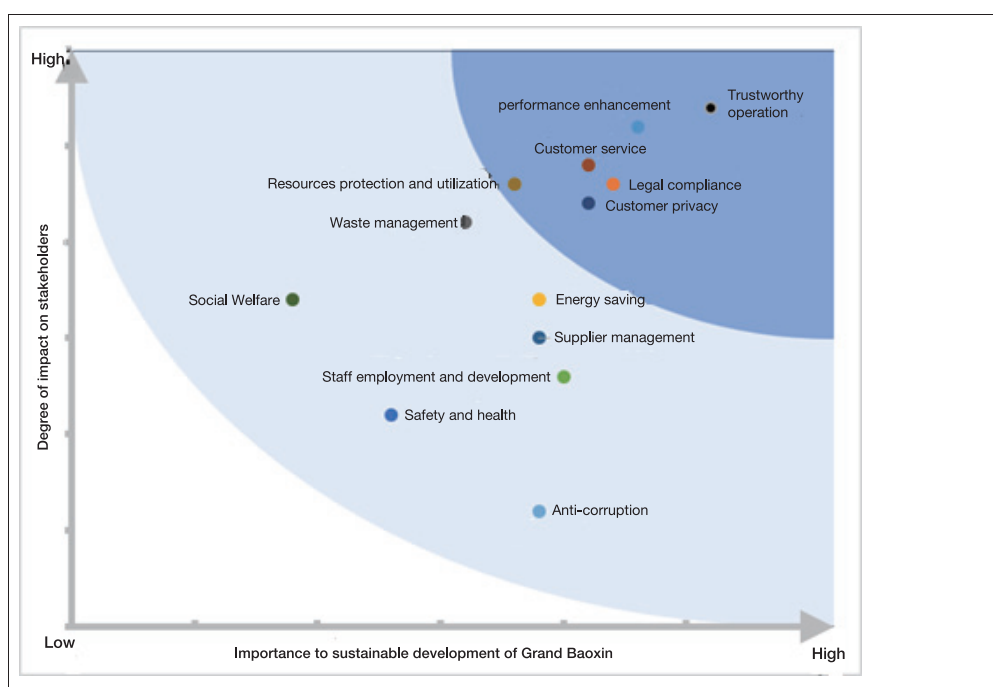 High
performance enhancement
Trustworthy
operation
Customer service
Resources protection and utilization
Legal compliance
Customer privacy
Waste management
Social Welfare
Energy saving
Supplier management
Staff employment and development
Safety and health
Anti-corruption
Degree of impact on stakeholders
Low
Importance to sustainable development of Grand Baoxin
High